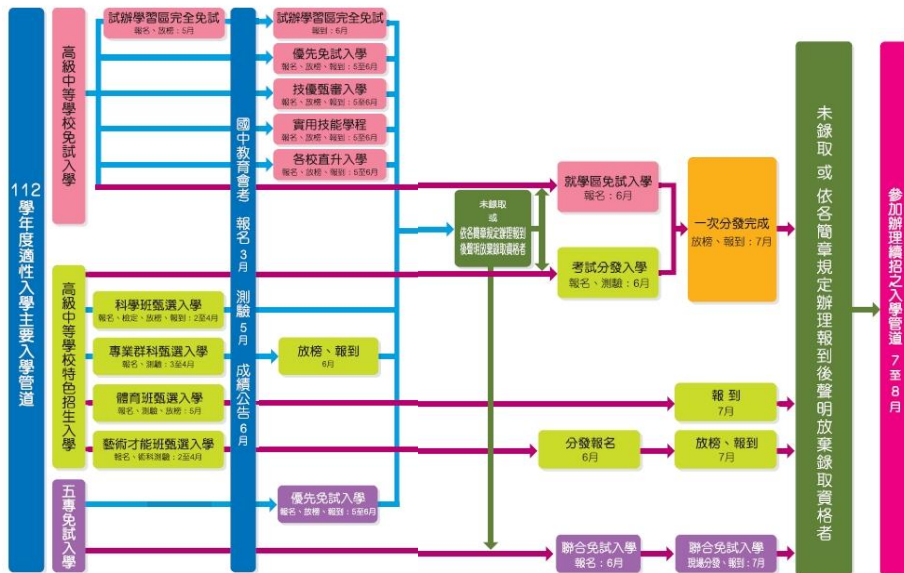 112學年度適性入學主要入學管道
高級中等學校免試入學
試辦學習區完全免試
報名、放榜：5月
試辦學習區完全免試
報到：6月
優先免試入學
報名、放榜、報到：5至6月
技優甄審入學
報名、放榜、報到：5至6月
實用技能學程
報名、放榜、報到：5至6月
各校直升入學
報名、放榜、報到：5至6月
國中教育會考 報名3月 測驗5月 成績公告6月
未錄取
或
依各簡章規定辦理報到
後聲明放棄錄取資格者
就學區免試入學
報名：6月
考試分發入學
報名、測驗：6月
一次分發完成
放榜、報到：7月
高級中等學校特色招生入學
科學班甄選入學
報名、檢定、放榜、報到：2至4月
專業群科甄選入學
報名、測驗：3至4月
放榜、報到
6月
體育班甄選入學
報名、測驗、放榜：5月
報到
7月
藝術才能班甄選入學
報名、術科測驗：2至4月
分發報名
6月
放榜、報到
7月
五專免試入學
優先免試入學
報名、放榜、報到：5至6月
聯合免試入學
報名：6月
聯合免試入學
現場分發、報到：7月
未錄取 或 依各簡章規定辦理報到後聲明放棄錄取資格者
參加辦理續招之入學管道 7至8月